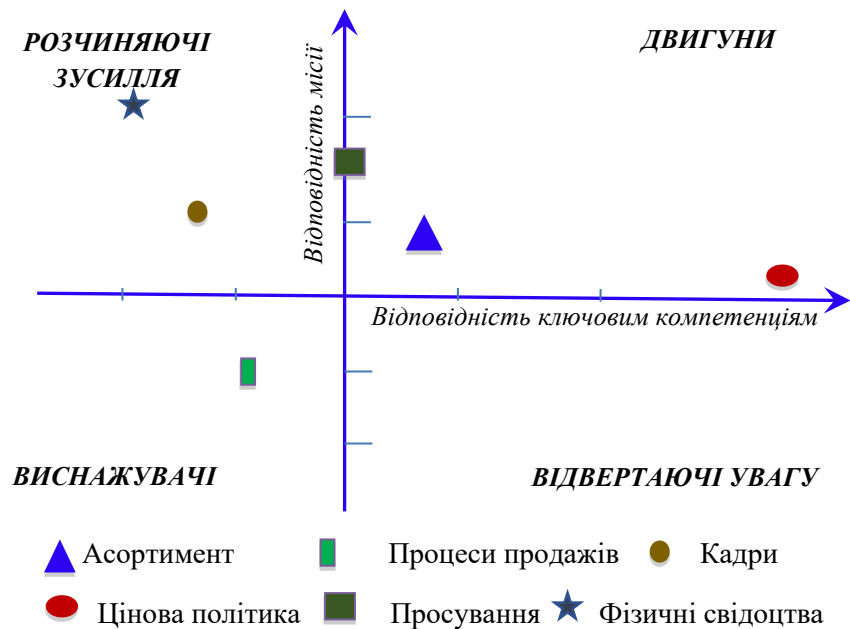 РОЗЧИНЯЮЧІ
ЗУСИЛЛЯ
ДВИГУНИ
Відповідність місії
Відповідність ключовим компетенціям
ВИСНАЖУВАЧІ
ВІДВЕРТАЮЧІ УВАГУ
Асортимент
Процеси продажів
Кадри
Цінова політика
Просування
Фізичні свідоцтва